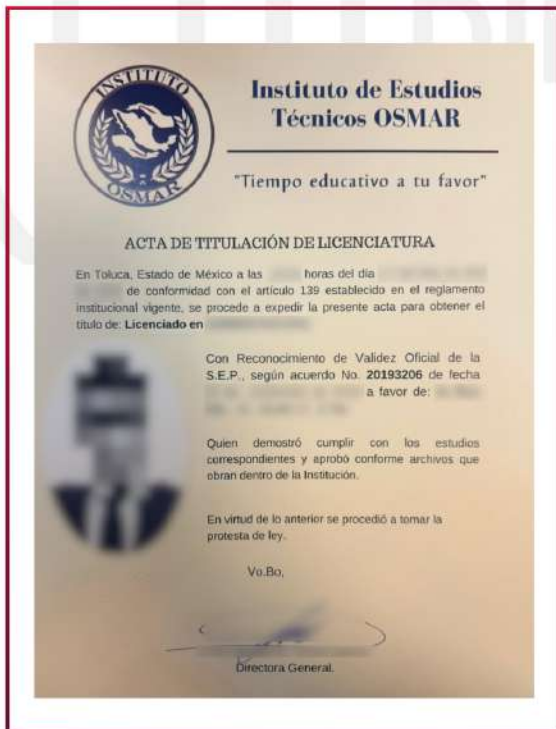 INSTITUTO
OSMAR
Instituto de Estudios
Técnicos OSMAR
"Tiempo educativo a tu favor"
ACTA DE TITULACIÓN DE LICENCIATURA
En Toluca, Estado de México a las horas del día
de conformidad con el artículo 139 establecido en el reglamento
institucional vigente, se procede a expedir la presente acta para obtener el
título de: Licenciado en
Con Reconocimiento de Validez Oficial de la
S.E.P., según acuerdo No. 20193206 de fecha
a favor de:
Quien demostró cumplir con los estudios
correspondientes y aprobó conforme archivos que
obran dentro de la Institución.
En virtud de lo anterior se procedió a tomar la
protesta de ley.
Vo.Bo,
Directora General.